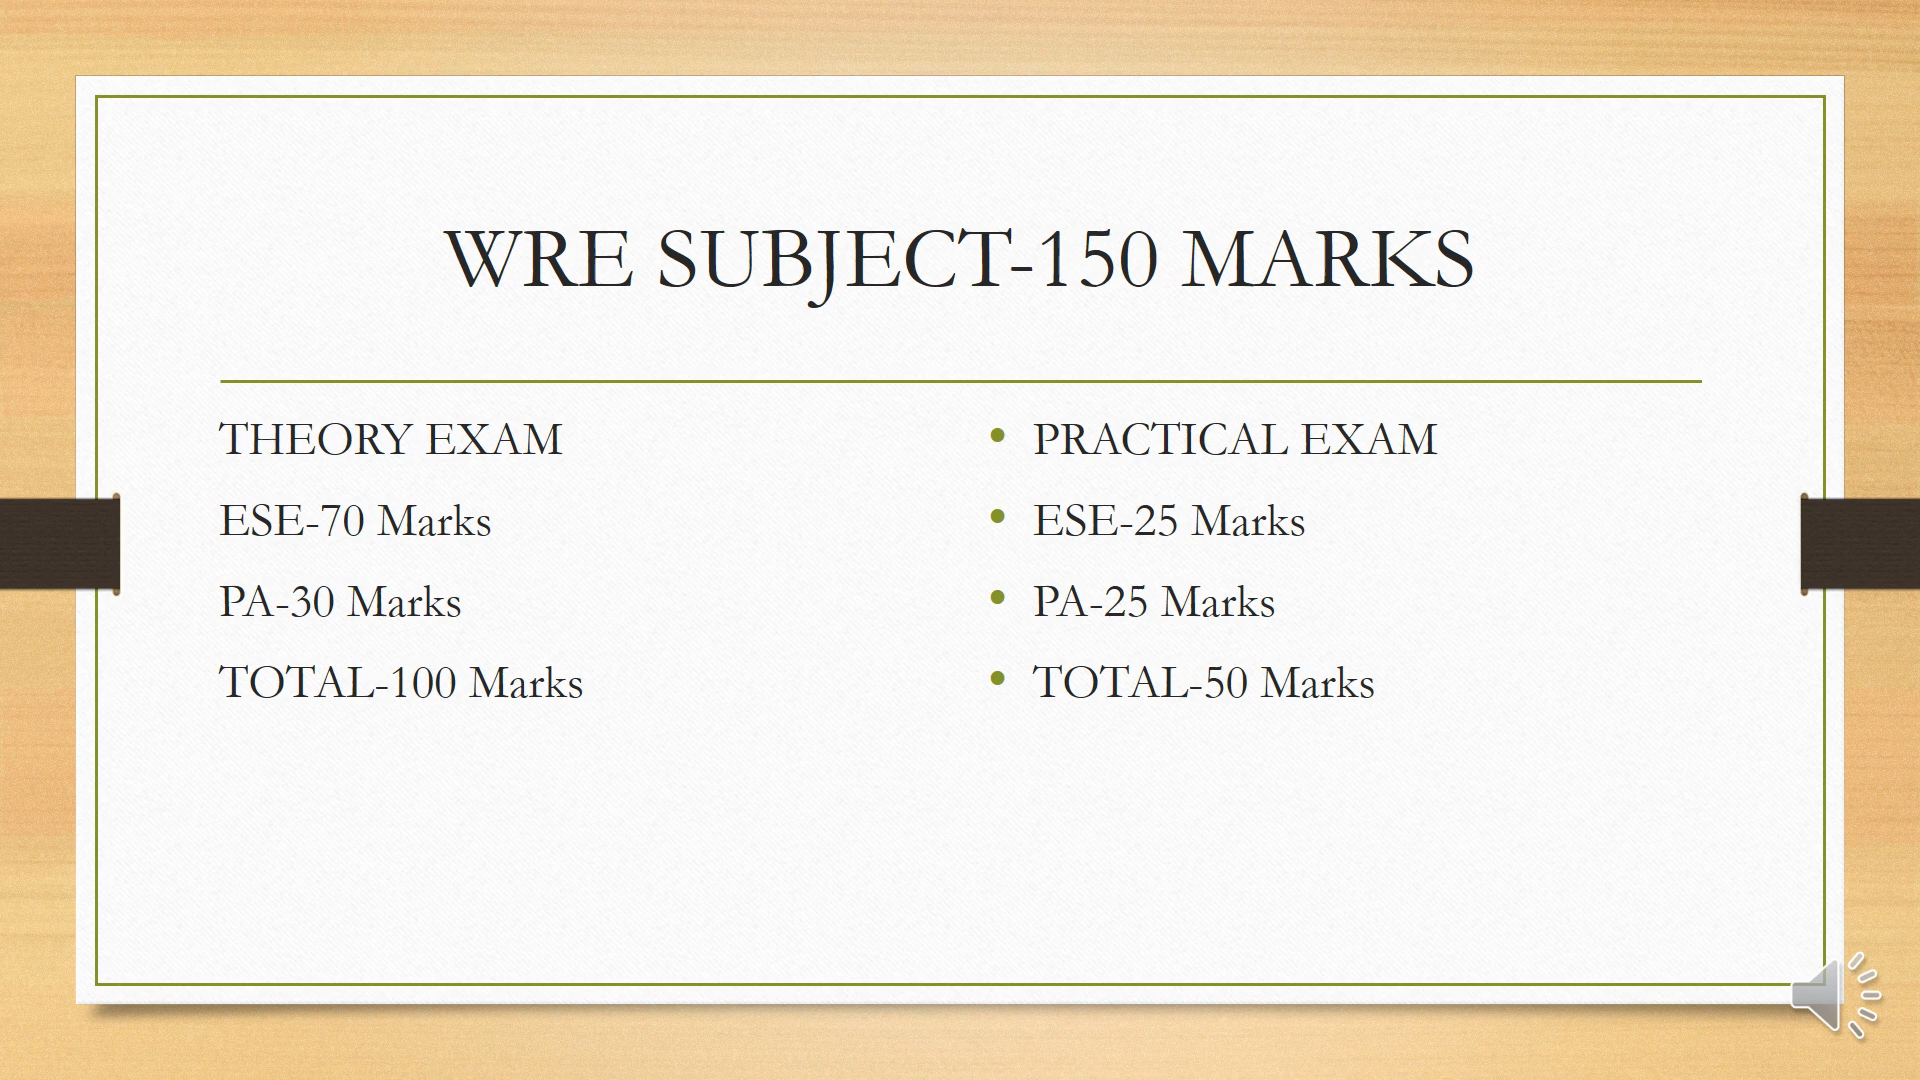 WRE SUBJECT-150 MARKS
THEORY EXAM
ESE-70 Marks
PA-30 Marks
TOTAL-100 Marks
• PRACTICAL EXAM
• ESE-25 Marks
• PA-25 Marks
• TOTAL-50 Marks